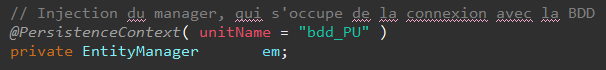 // Injection du manager, qui s'occupe de la connexion avec la BDD
@PersistenceContext( unitName = "bdd_PU" )
private EntityManager       em;